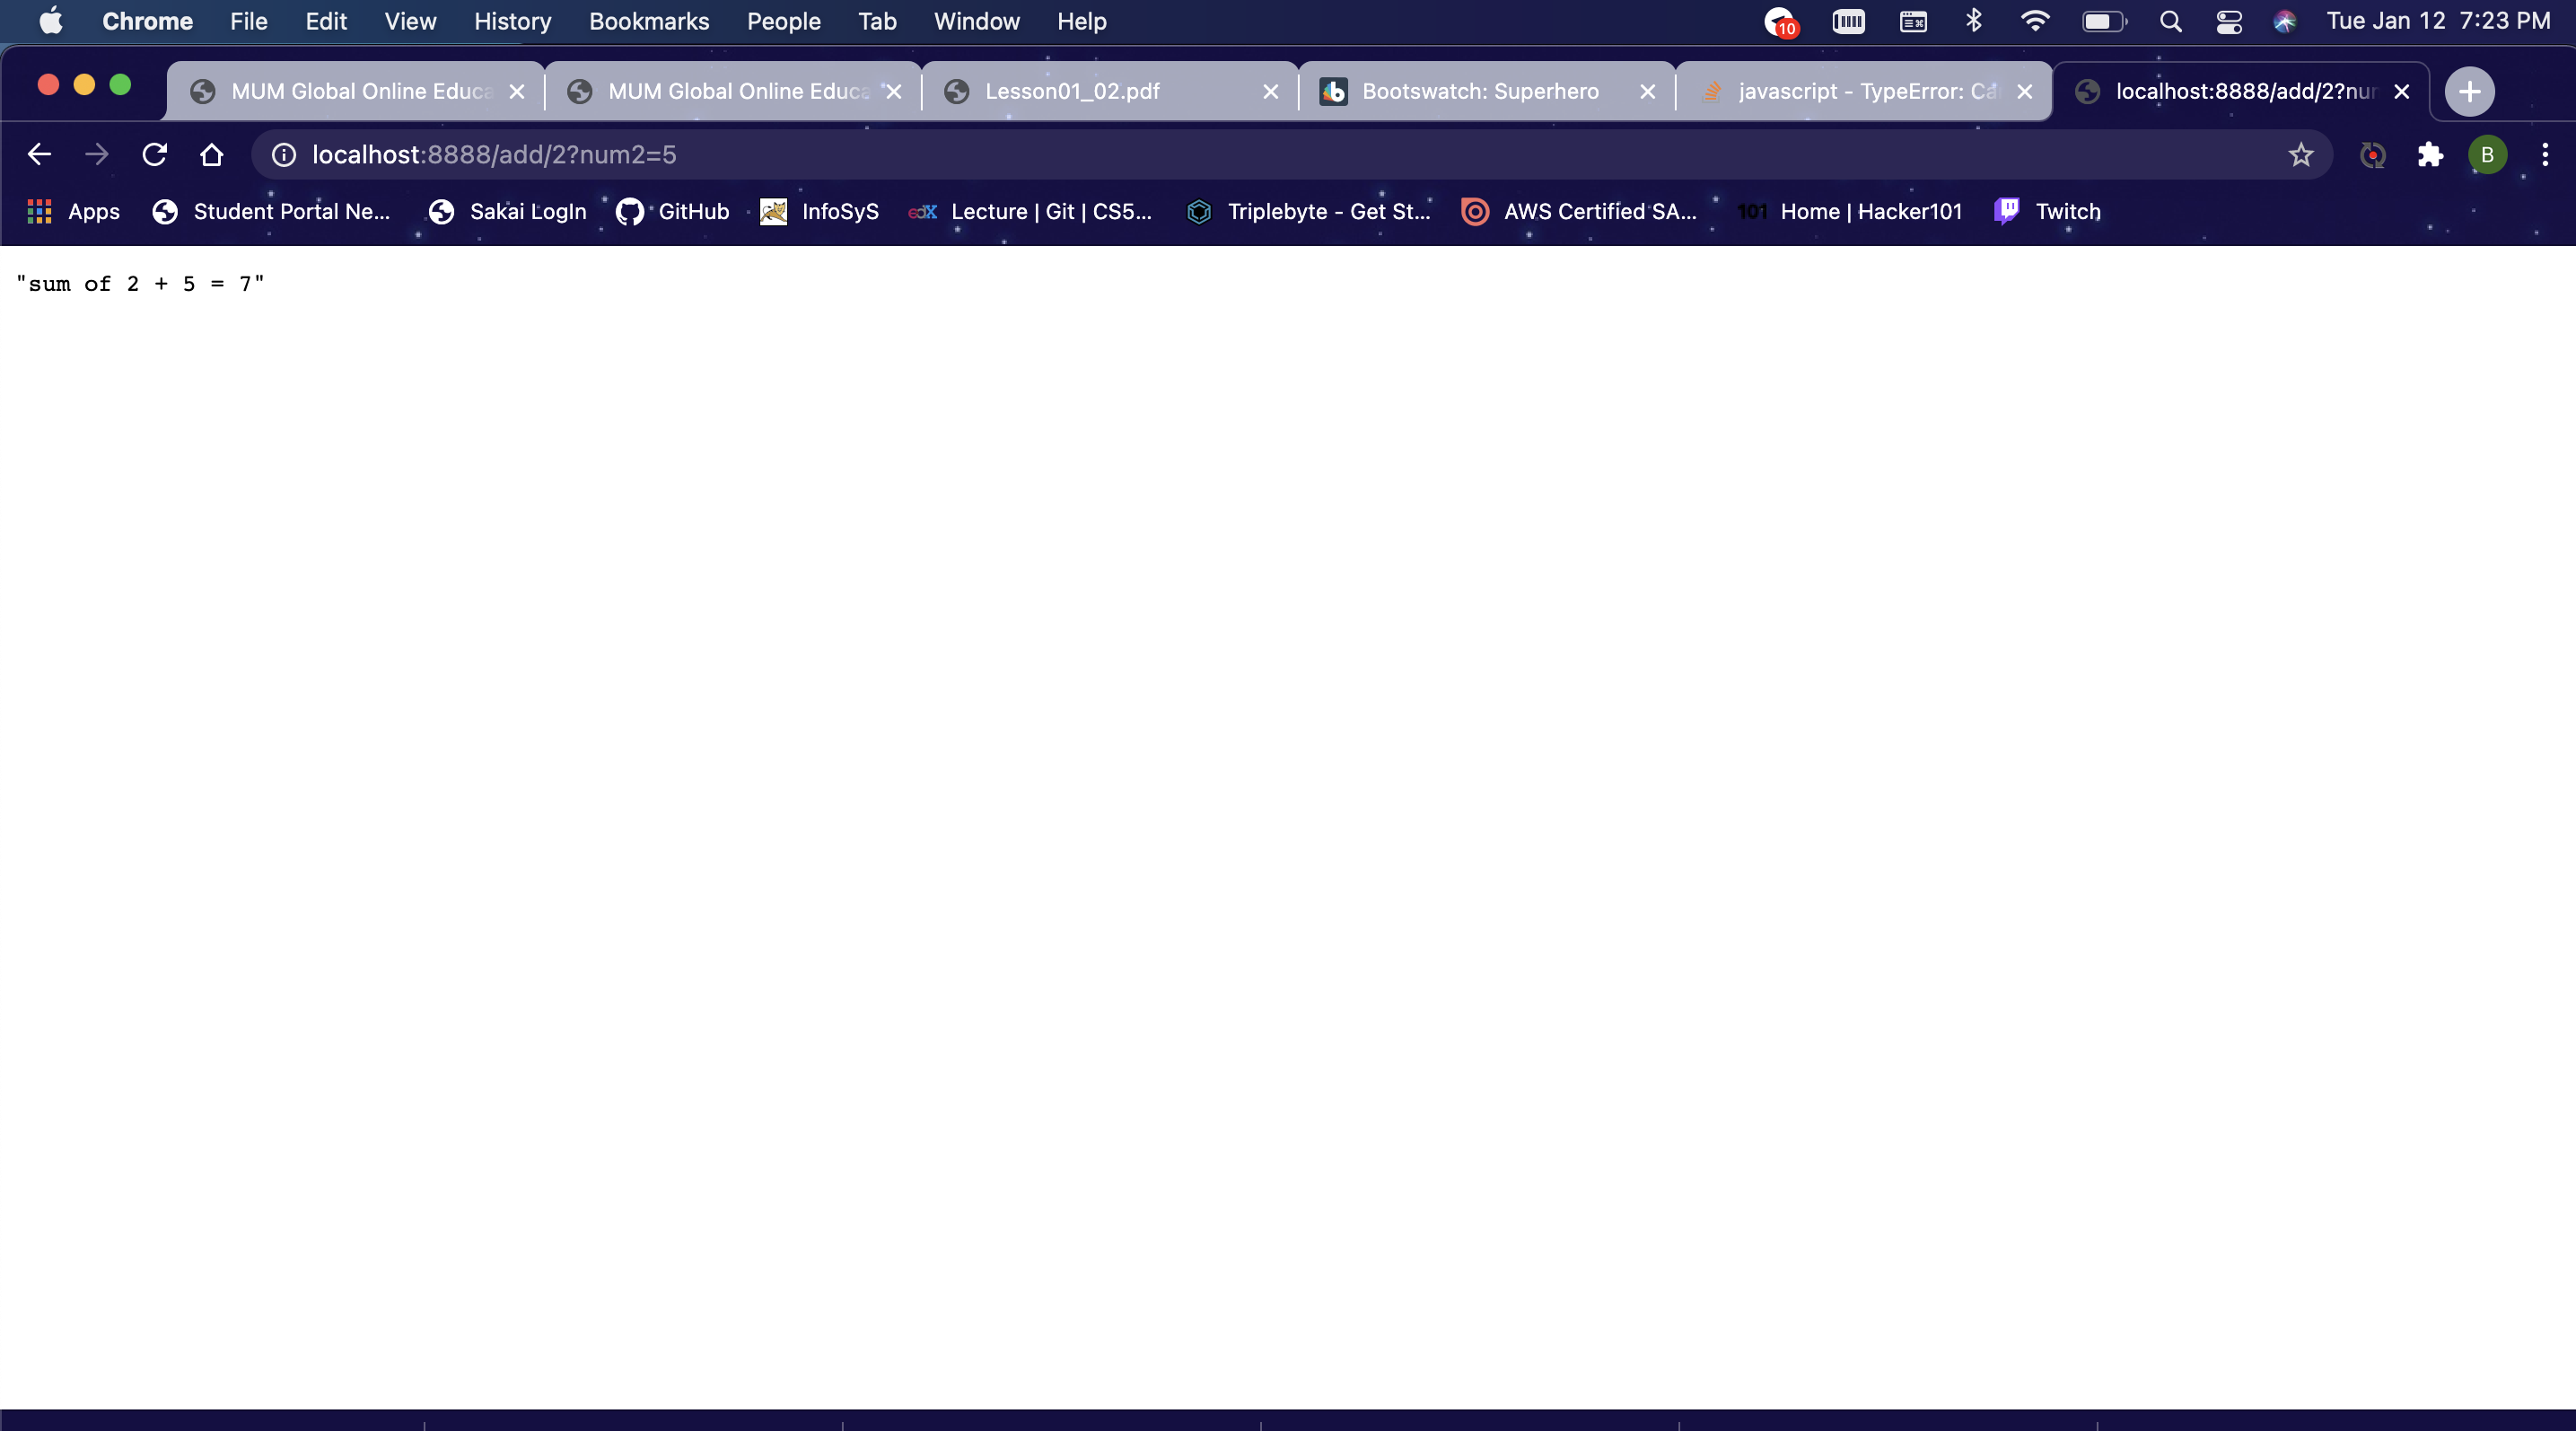 Chrome File Edit View History Bookmarks People Tab Window Help 10 Tue Jan 12 7:23 PM
MUM Global Online Educa MUM Global Online Educa Lesson01_02.pdf Bootswatch: Superhero javascript - TypeError: Ca localhost:8888/add/2?nu
localhost:8888/add/2?num2=5 B
Apps Student Portal Ne... Sakai LogIn GitHub InfoSyS edX Lecture | Git | CS5... Triplebyte - Get St... AWS Certified SA... 101 Home | Hacker101 Twitch
"sum of 2 + 5 = 7"